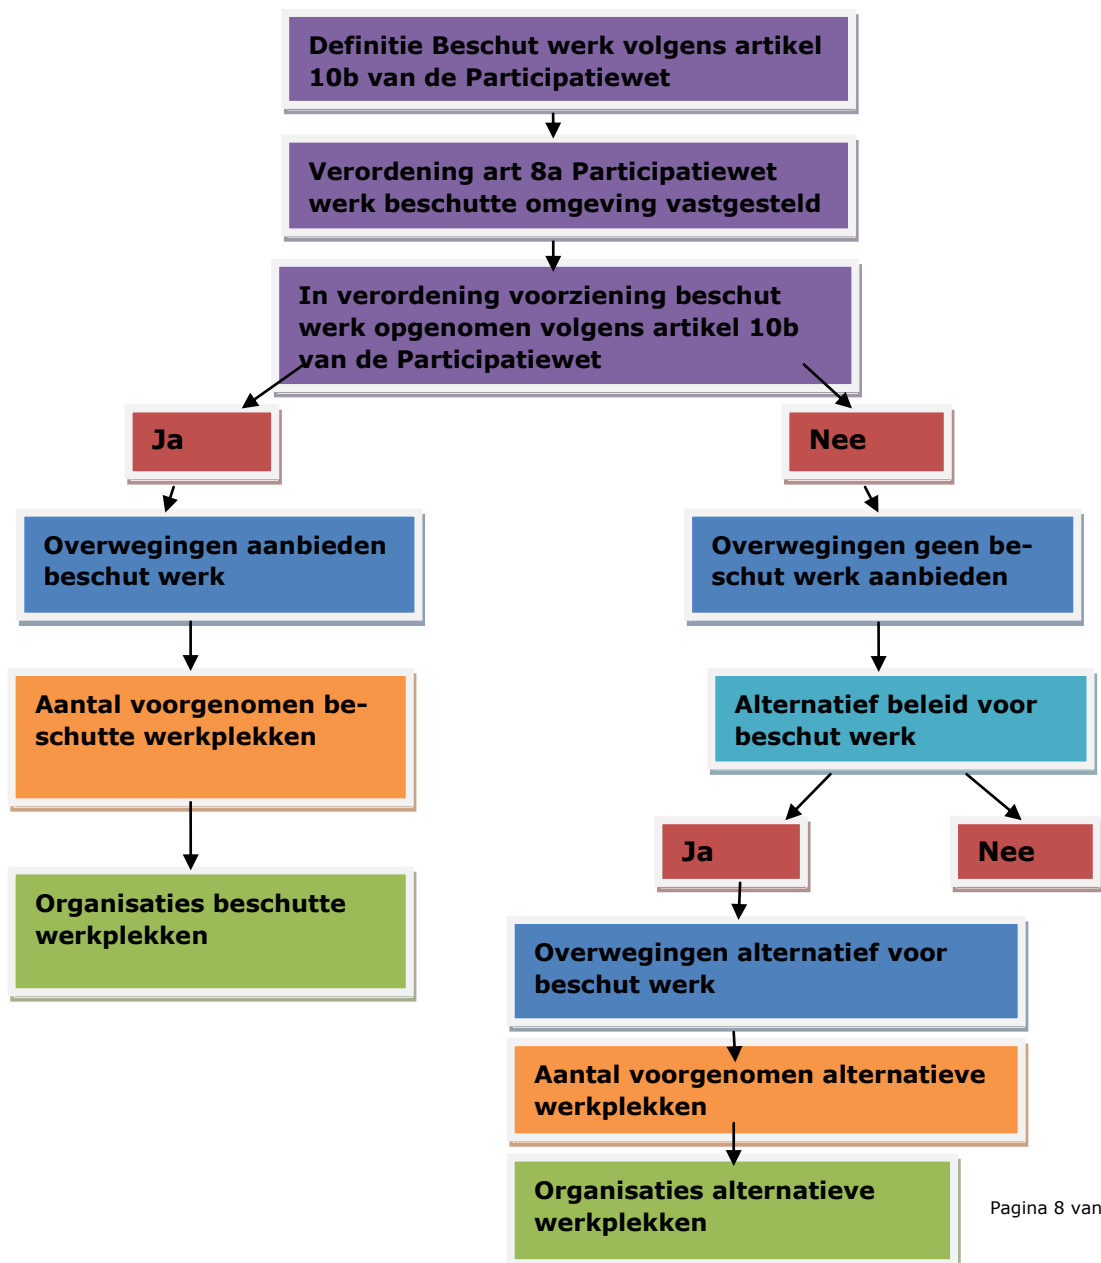 Definitie Beschut werk volgens artikel
10b van de Participatiewet
Verordening art 8a Participatiewet
werk beschutte omgeving vastgesteld
In verordening voorziening beschut
werk opgenomen volgens artikel 10b
van de Participatiewet
Ja
Nee
Overwegingen aanbieden
beschut werk
Overwegingen geen be-
schut werk aanbieden
Aantal voorgenomen be-
schutte werkplekken
Alternatief beleid voor
beschut werk
Ja
Nee
Organisaties beschutte
werkplekken
Overwegingen alternatief voor
beschut werk
Aantal voorgenomen alternatieve
werkplekken
Organisaties alternatieve
werkplekken
Pagina 8 van